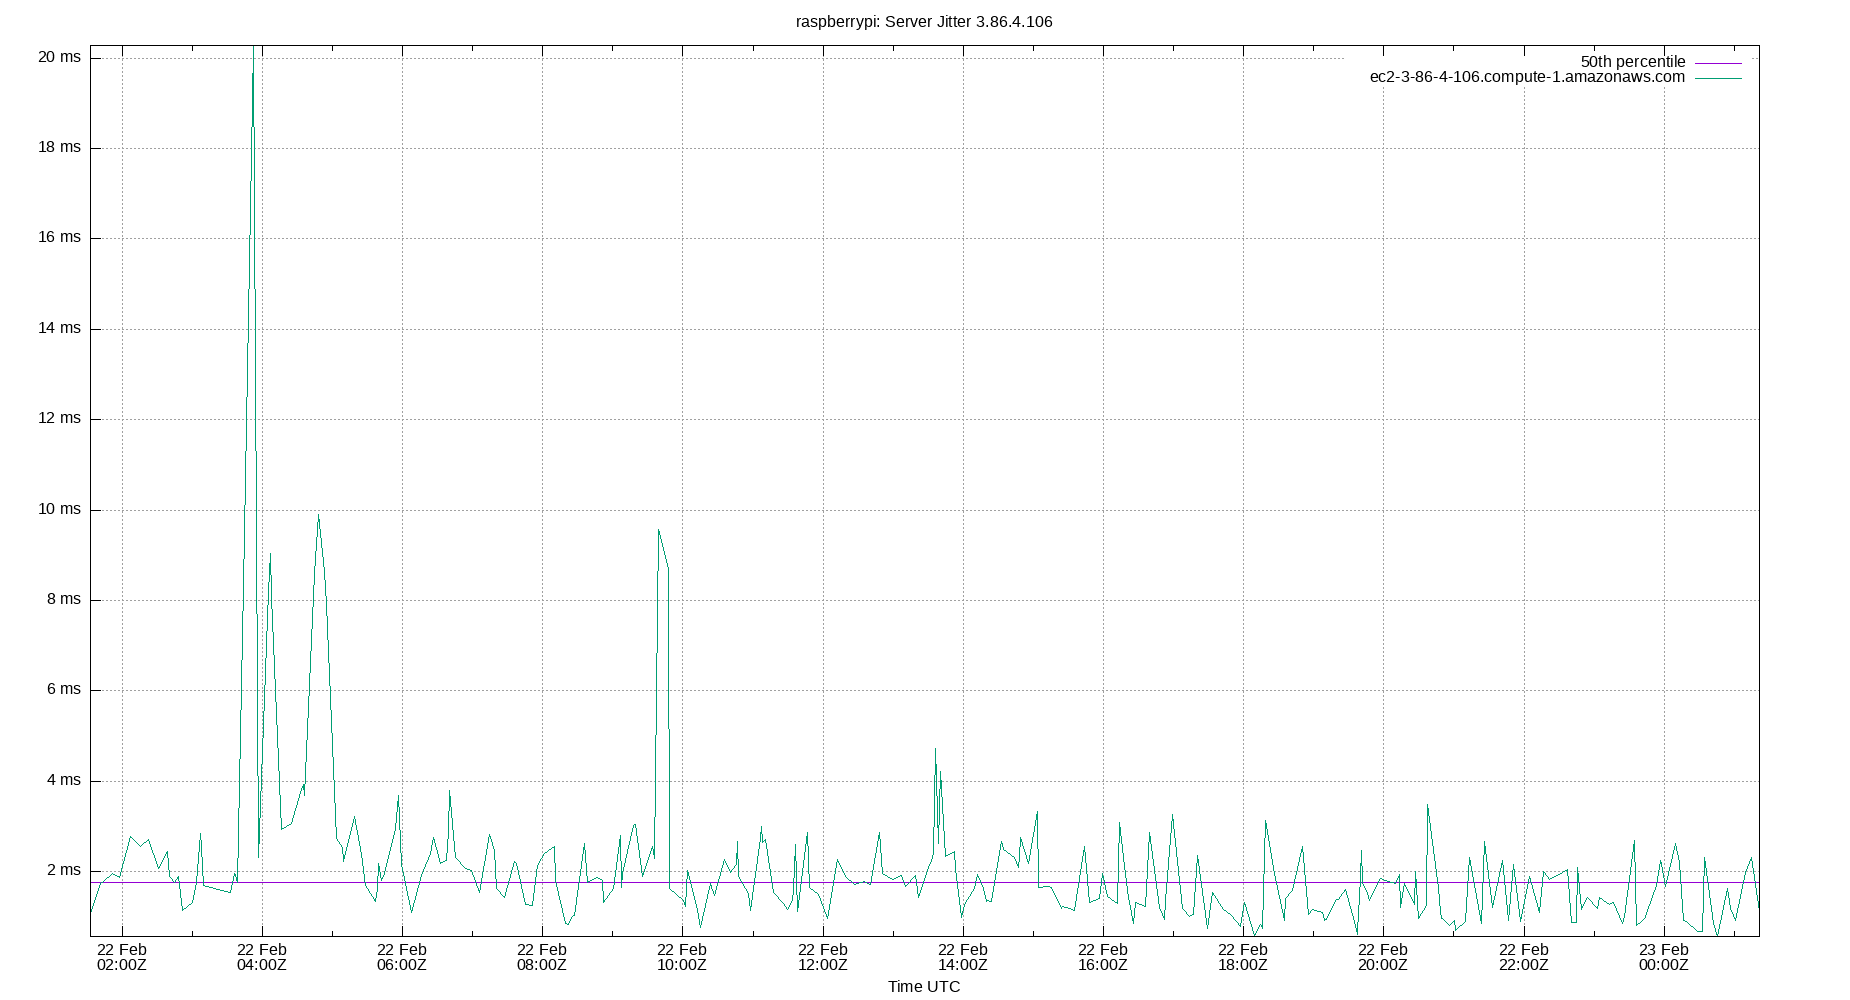 raspberrypi: Server Jitter 3.86.4.106
50th percentile
ec2-3-86-4-106.compute-1.amazonaws.com
20 ms
18 ms
16 ms
14 ms
12 ms
10 ms
8 ms
6 ms
4 ms
2 ms
22 Feb 22 Feb 22 Feb 22 Feb 22 Feb 22 Feb 22 Feb 22 Feb 22 Feb 22 Feb 22 Feb 23 Feb
02:00Z 04:00Z 06:00Z 08:00Z 10:00Z 12:00Z 14:00Z 16:00Z 18:00Z 20:00Z 22:00Z 00:00Z
Time UTC